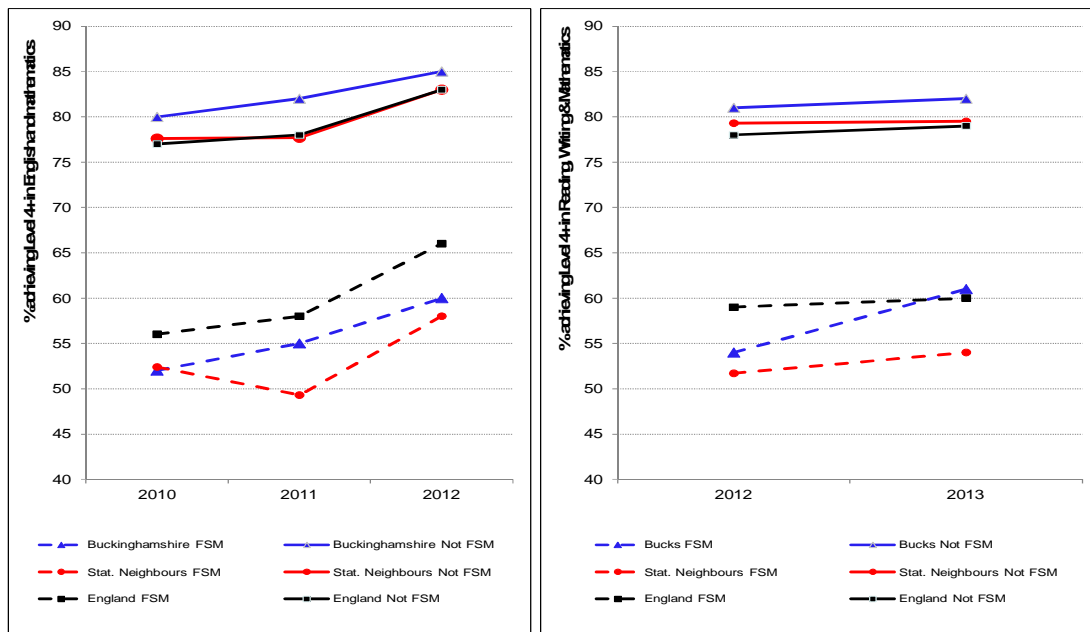 %achieving Level 4+ in English and mathematics
90
85
80
75
70
65
60
55
50
45
40
2010 2011 2012
Buckinghamshire FSM Buckinghamshire Not FSM
Stat. Neighbours FSM Stat. Neighbours Not FSM
England FSM England Not FSM
%achieving Level 4+ in Reading, Writing & Mathematics
90
85
80
75
70
65
60
55
50
45
40
2012 2013
Bucks FSM Bucks Not FSM
Stat. Neighbours FSM Stat. Neighbours Not FSM
England FSM England Not FSM